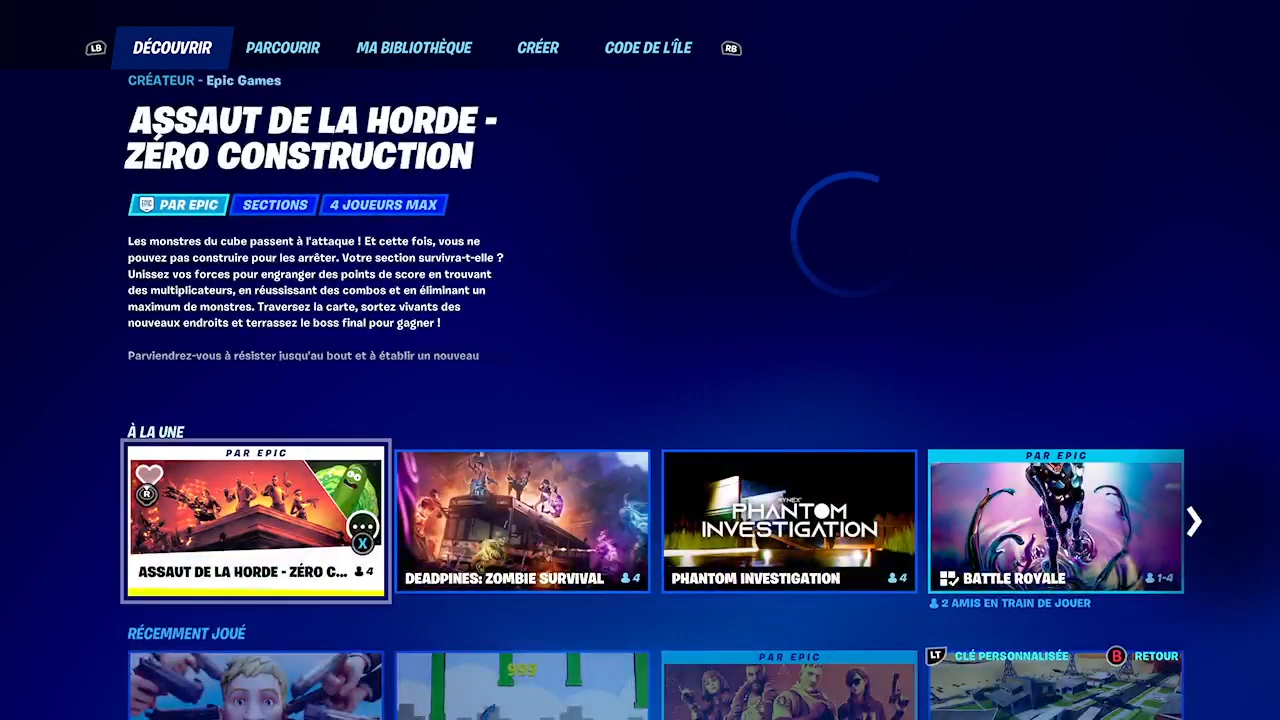 LB DÉCOUVRIR PARCOURIR MA BIBLIOTHÈQUE CRÉER CODE DE L'ÎLE RB
CRÉATEUR - Epic Games
ASSAUT DE LA HORDE -
ZÉRO CONSTRUCTION
EPIC PAR EPIC SECTIONS 4 JOUEURS MAX
Les monstres du cube passent à l'attaque ! Et cette fois, vous ne
pouvez pas construire pour les arrêter. Votre section survivra-t-elle ?
Unissez vos forces pour engranger des points de score en trouvant
des multiplicateurs, en réussissant des combos et en éliminant un
maximum de monstres. Traversez la carte, sortez vivants des
nouveaux endroits et terrassez le boss final pour gagner !
Parviendrez-vous à résister jusqu'au bout et à établir un nouveau
À LA UNE
PAR EPIC
R
X
ASSAUT DE LA HORDE - ZÉRO C... 4
DEADPINES: ZOMBIE SURVIVAL 4
RYNEX'
PHANTOM
INVESTIGATION
PHANTOM INVESTIGATION 4
PAR EPIC
BATTLE ROYALE 1-4
2 AMIS EN TRAIN DE JOUER
RÉCEMMENT JOUÉ
999
PAR EPIC
LT CLÉ PERSONNALISÉE B RETOUR